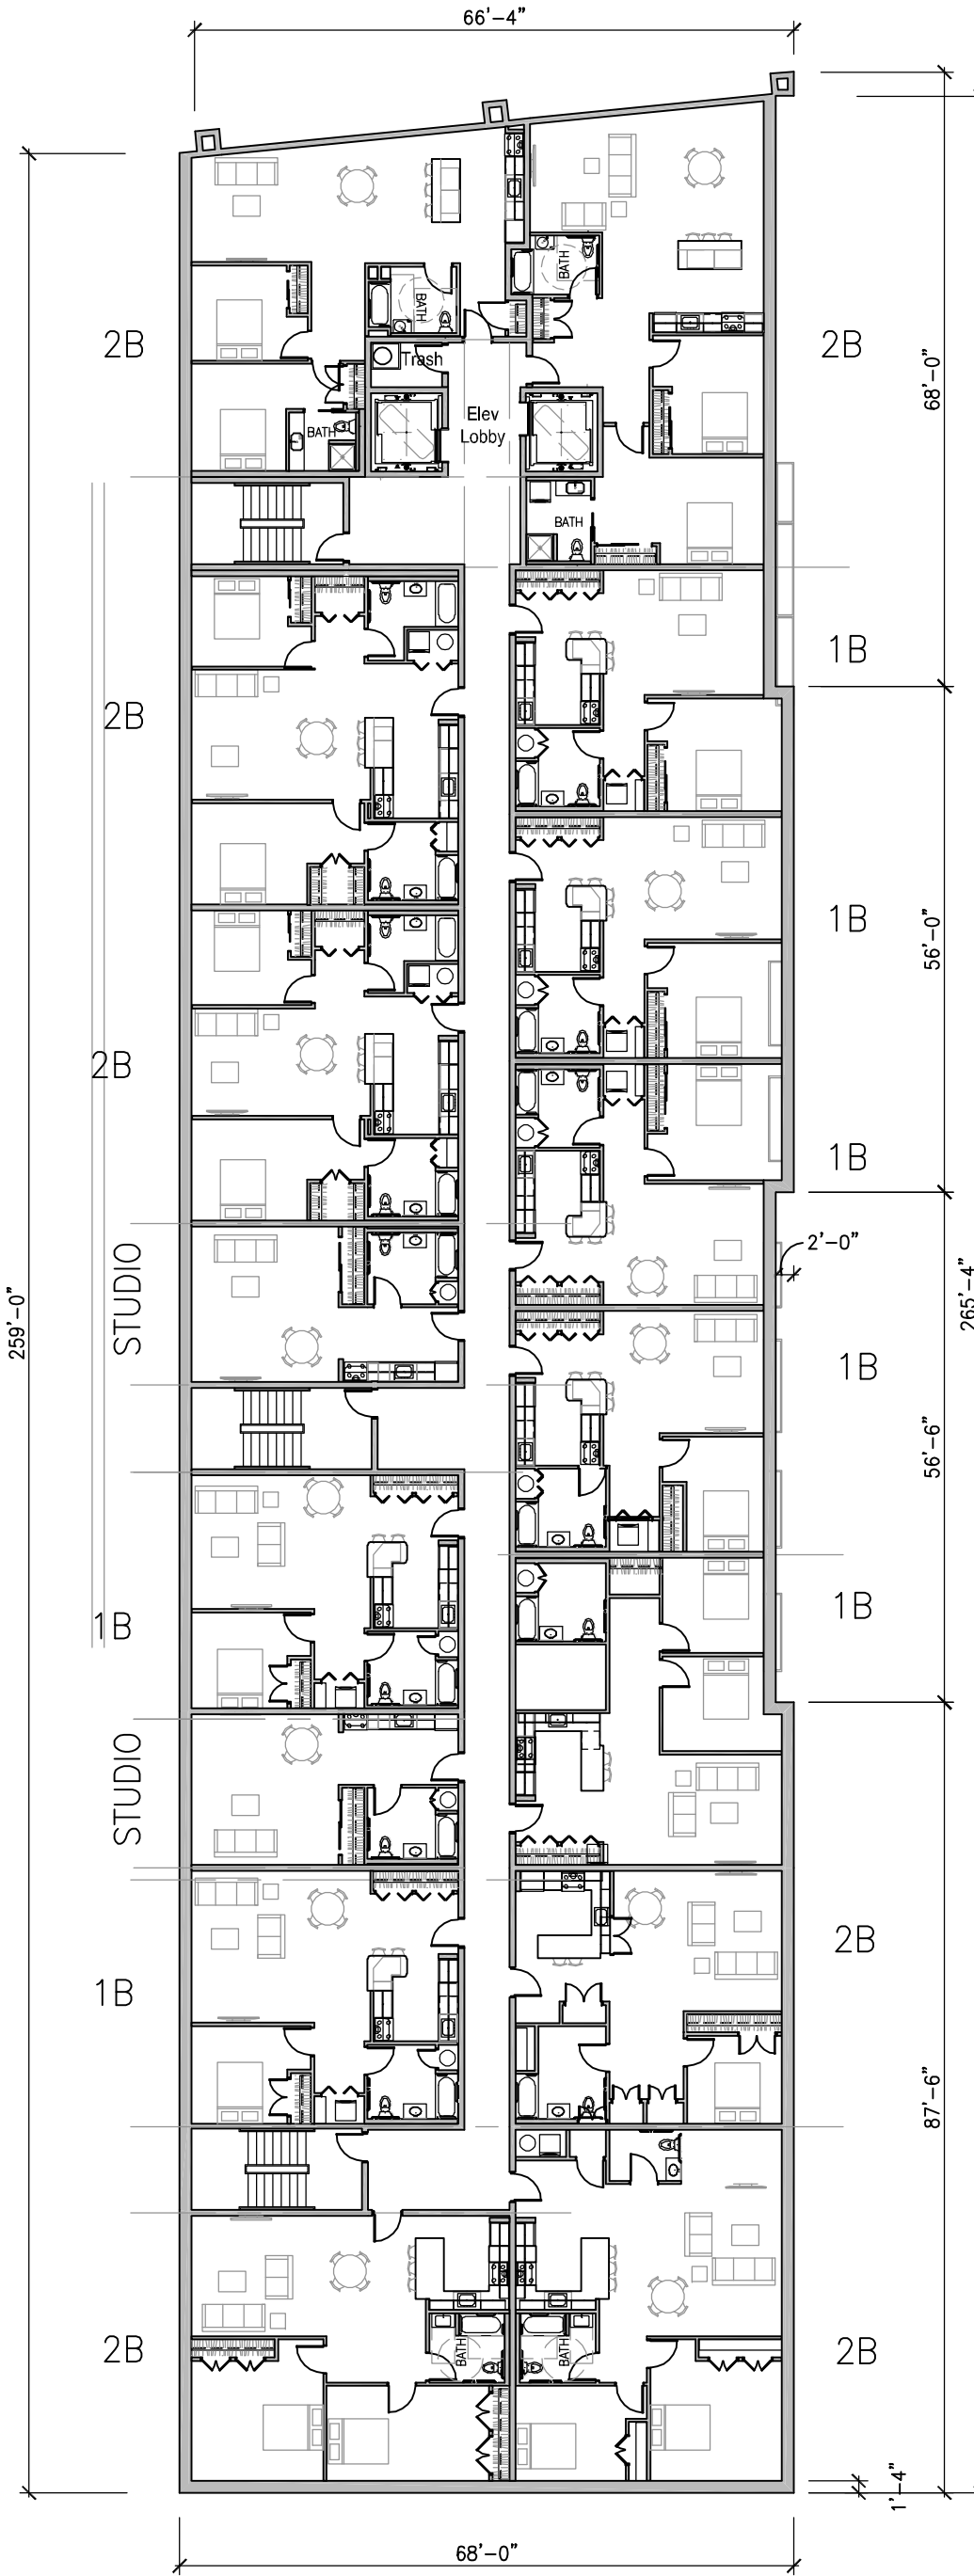 66'-4"
BATH
BATH
2B
Trash
2B
68'-0"
Elev
Lobby
BATH
BATH
1B
2B
1B
56'-0"
2B
1B
2'-0"
STUDIO
259'-0"
265'-4"
1B
56'-6"
1B
1B
STUDIO
2B
1B
87'-6"
BATH
BATH
2B
2B
1'-4"
68'-0"